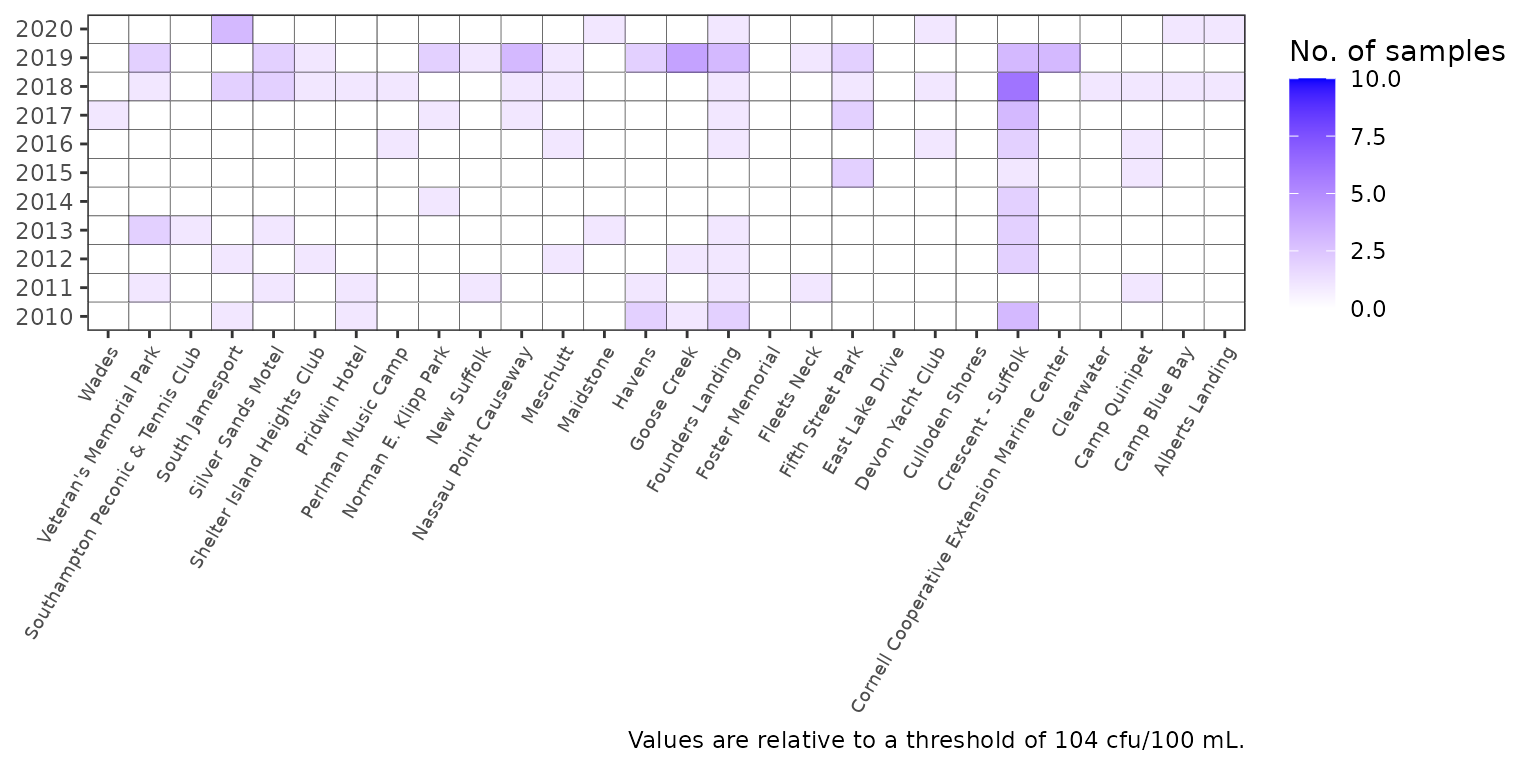 No. of samples
10.0
7.5
5.0
2.5
0.0
2020
2019
2018
2017
2016
2015
2014
2013
2012
2011
2010
Wades
Veteran's Memorial Park
Southampton Peconic & Tennis Club
South Jamesport
Silver Sands Motel
Shelter Island Heights Club
Pridwin Hotel
Perlman Music Camp
Norman E. Klipp Park
New Suffolk
Nassau Point Causeway
Meschutt
Maidstone
Havens
Goose Creek
Founders Landing
Foster Memorial
Fleets Neck
Fifth Street Park
East Lake Drive
Devon Yacht Club
Culloden Shores
Crescent - Suffolk
Cornell Cooperative Extension Marine Center
Clearwater
Camp Quinipet
Camp Blue Bay
Alberts Landing
Values are relative to a threshold of 104 cfu/100 mL.